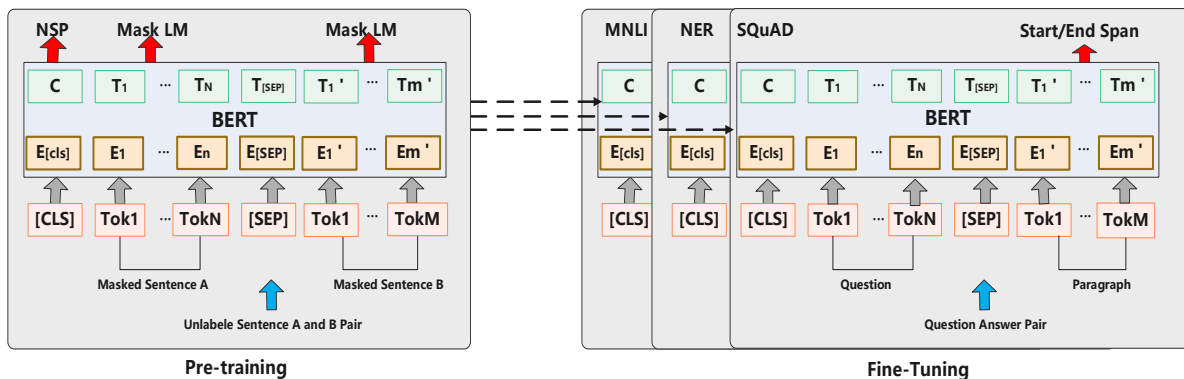 NSP Mask LM Mask LM
C T1 ... TN T[SEP] T1' ... Tm'
BERT
E[cls] E1 ... En E[SEP] E1' ... Em'
[CLS] Tok1 ... TokN [SEP] Tok1 ... TokM
Masked Sentence A Masked Sentence B
Unlabele Sentence A and B Pair
Pre-training
MNLI NER SQuAD Start/End Span
C C C T1 ... TN T[SEP] T1' ... Tm'
BERT
E[cls] E[cls] E[cls] E1 ... En E[SEP] E1' ... Em'
[CLS] [CLS] [CLS] Tok1 ... TokN [SEP] Tok1 ... TokM
Question Paragraph
Question Answer Pair
Fine-Tuning